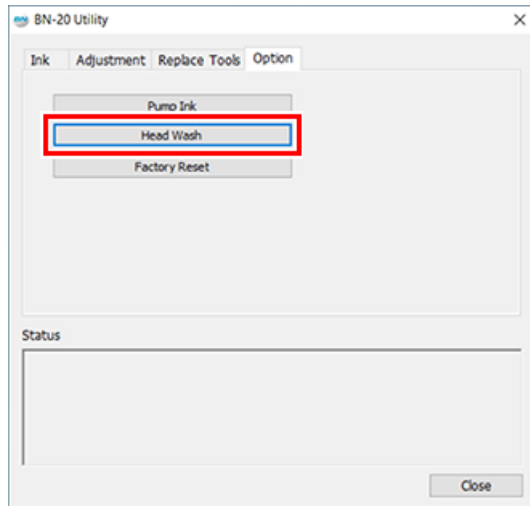 BN-20 Utility
Ink Adjustment Replace Tools Option
Pump Ink
Head Wash
Factory Reset
Status
Close